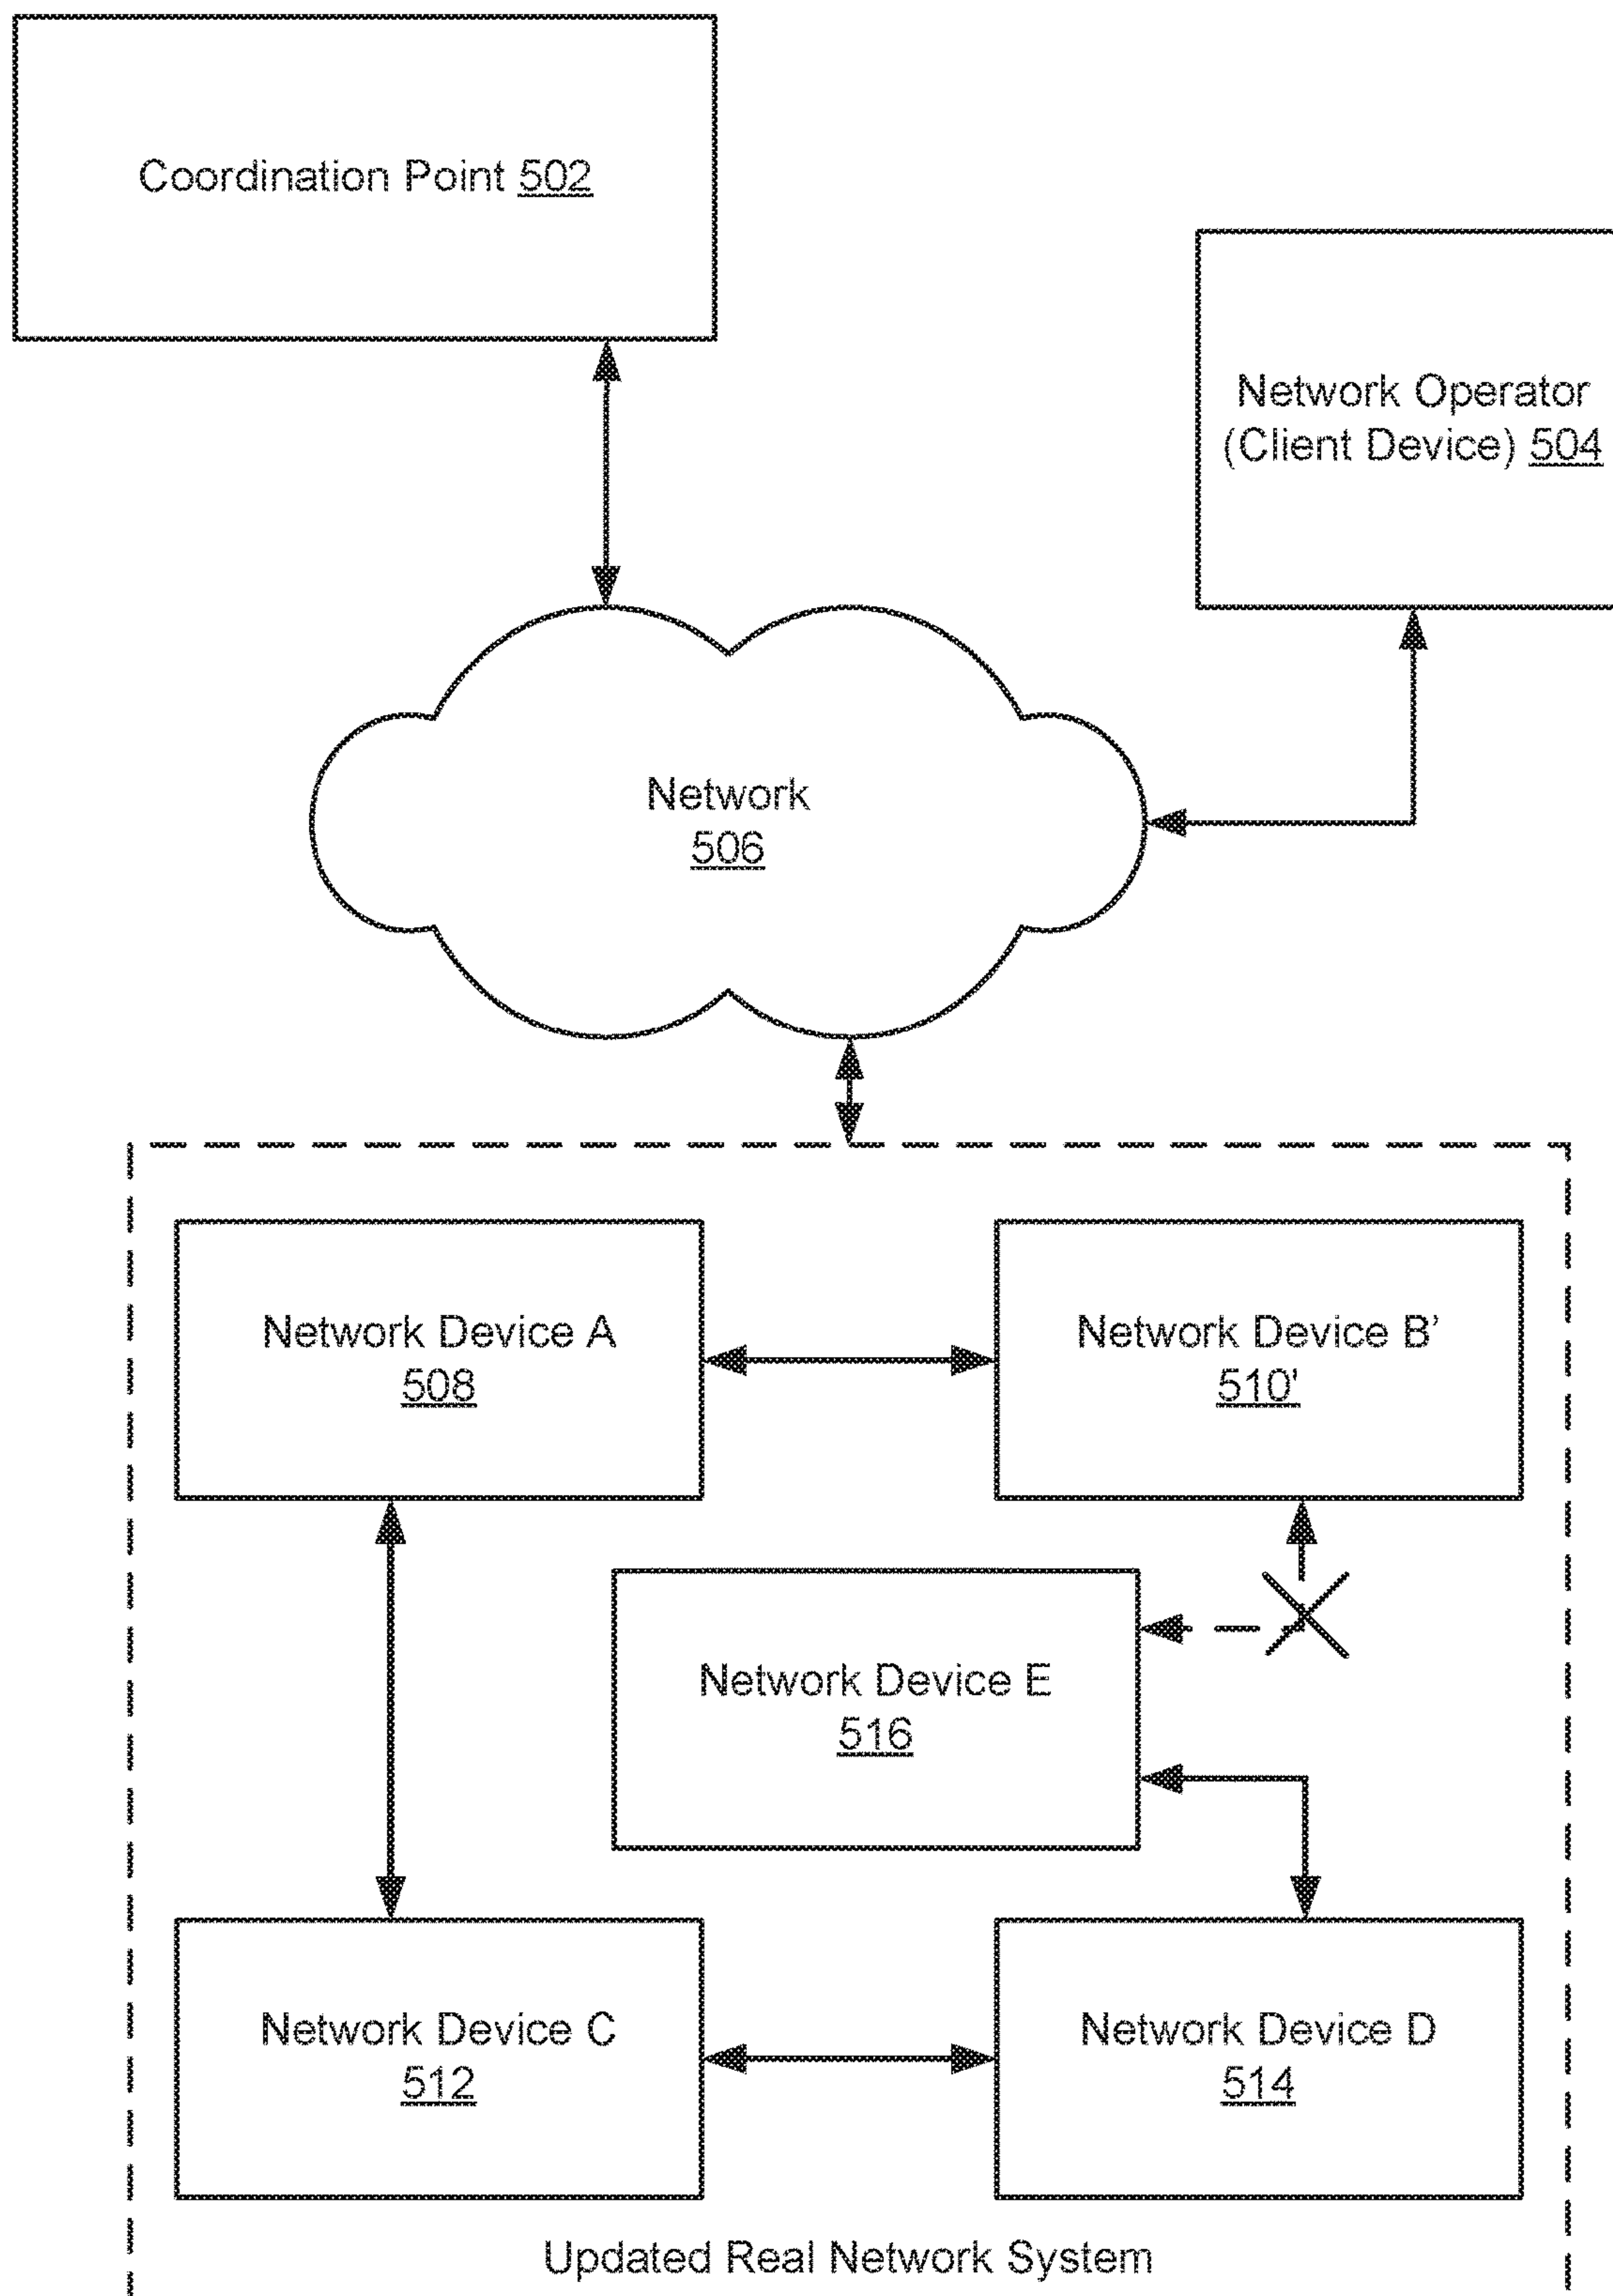 Coordination Point 502
Network Operator
(Client Device) 504
Network
506
Network Device A
508
Network Device B’
510'
Network Device E
516
Network Device C
512
Network Device D
514
Updated Real Network System